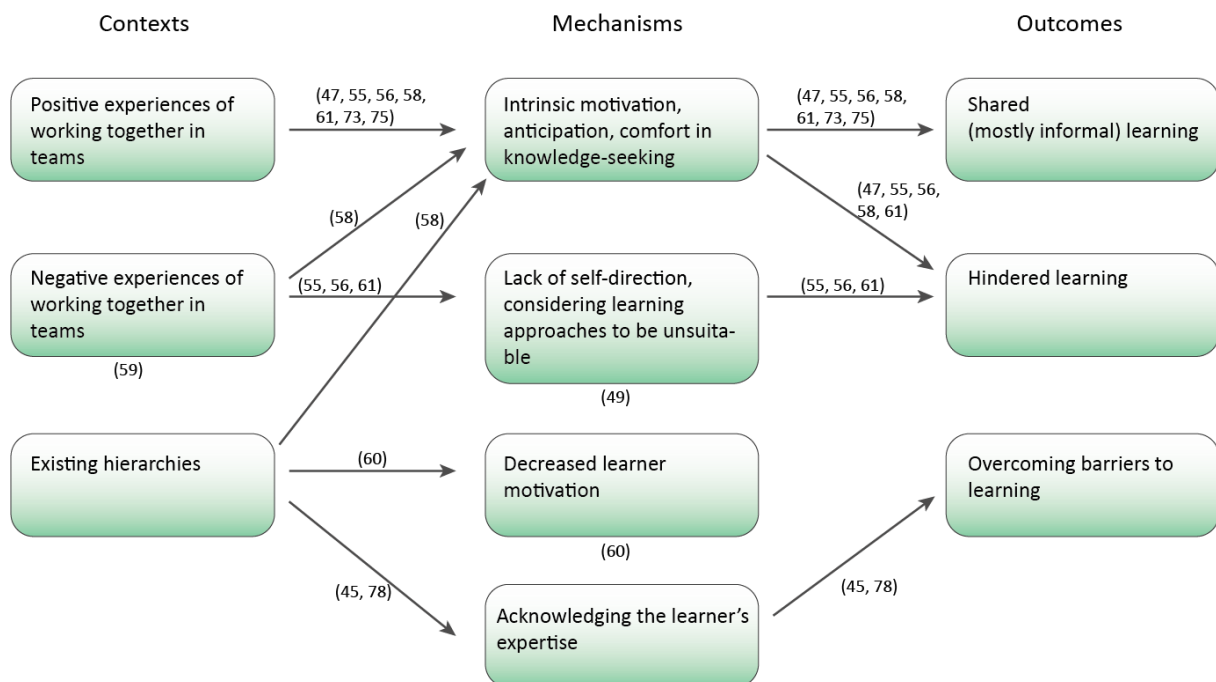 Contexts
Mechanisms
Outcomes
Positive experiences of
working together in
teams
(47, 55, 56, 58,
61, 73, 75)
Intrinsic motivation,
anticipation, comfort in
knowledge-seeking
(47, 55, 56, 58,
61, 73, 75)
Shared
(mostly informal) learning
(58)
(58)
(47, 55, 56,
58, 61)
Negative experiences of
working together in
teams
(59)
(55, 56, 61)
Lack of self-direction,
considering learning
approaches to be unsuita-
ble
(49)
(55, 56, 61)
Hindered learning
Existing hierarchies
(60)
Decreased learner
motivation
(60)
Overcoming barriers to
learning
(45, 78)
Acknowledging the learner's
expertise
(45, 78)